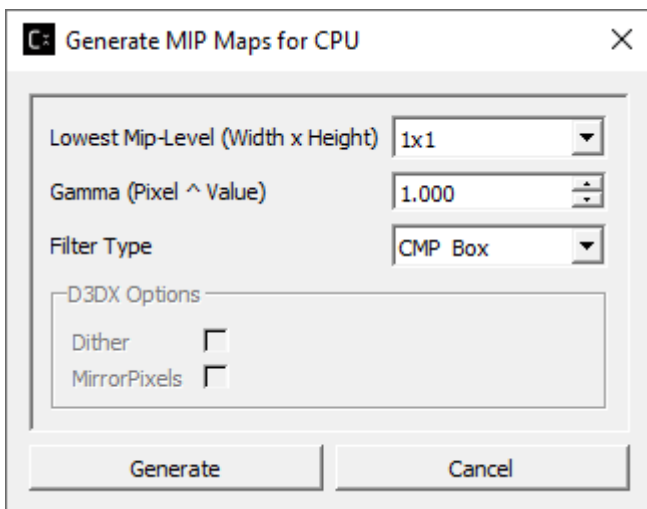 Generate MIP Maps for CPU
Lowest Mip-Level (Width x Height) 1x1
Gamma (Pixel ^ Value) 1.000
Filter Type CMP Box
D3DX Options
Dither
MirrorPixels
Generate Cancel